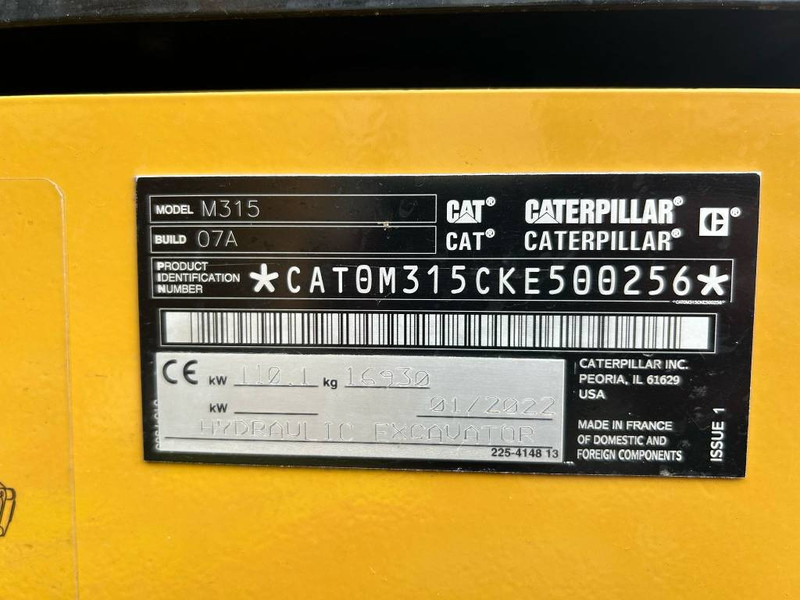 MODEL M315
CAT® CATERPILLAR®
BUILD 07A
CAT® CATERPILLAR®
PRODUCT
IDENTIFICATION
NUMBER
*CAT0M315CKE500256*
CE kW 110.1 kg 16930
kW 01/2022
HYDRAULIC EXCAVATOR
225-4148 13
CATERPILLAR INC.
PEORIA, IL 61629
USA
MADE IN FRANCE
OF DOMESTIC AND
FOREIGN COMPONENTS
ISSUE 1